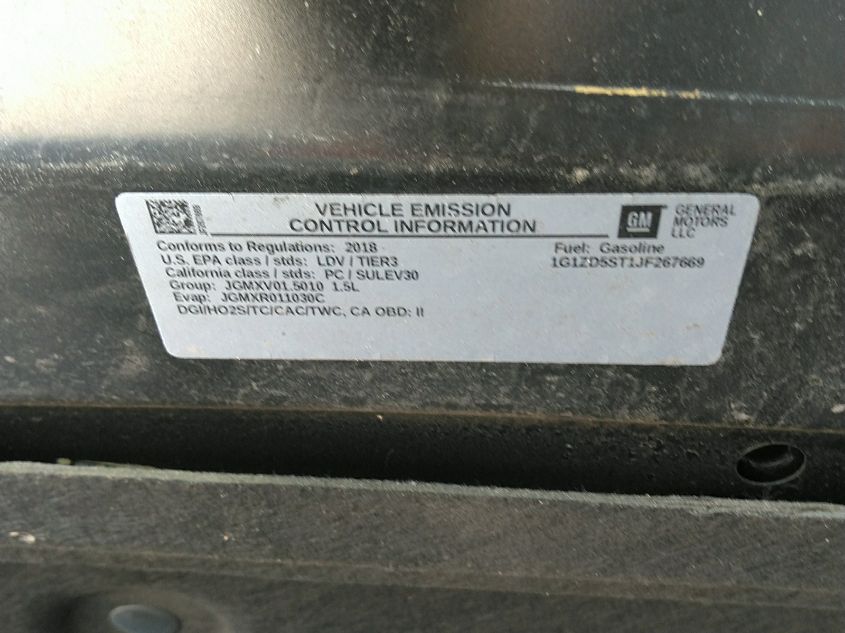 VEHICLE EMISSION
CONTROL INFORMATION
GM
GENERAL
MOTORS
LLC
Conforms to Regulations: 2018
U.S. EPA class / stds: LDV / TIER3
California class / stds: PC / SULEV30
Group: JGMXV01.5010 1.5L
Evap: JGMXR011030C
DGI/HO2S/TC/CAC/TWC, CA OBD: II
Fuel: Gasoline
1G1ZD5ST1JF267669